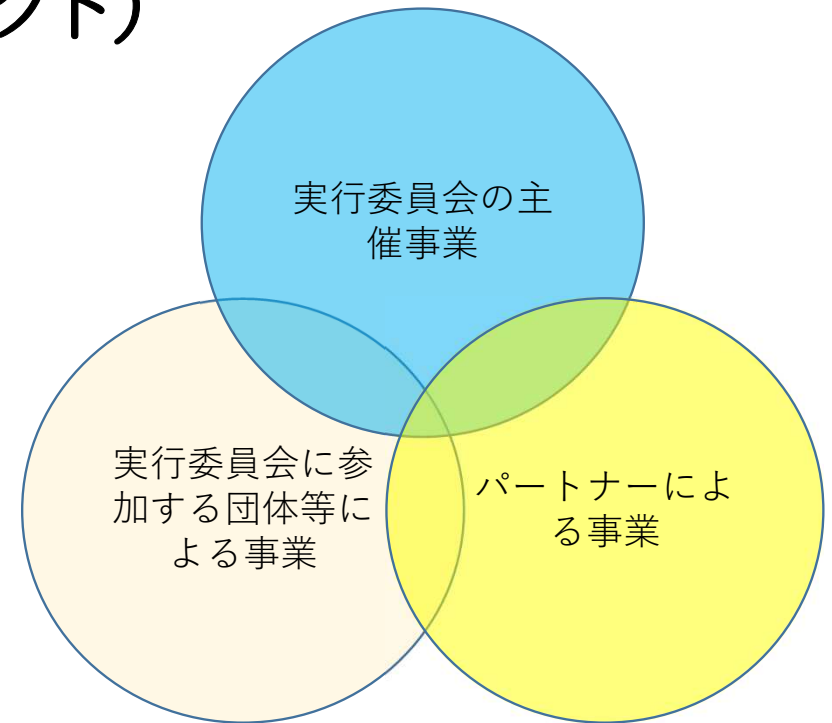 ント)
実行委員会の主
催事業
実行委員会に参
加する団体等に
よる事業
パートナーによ
る事業